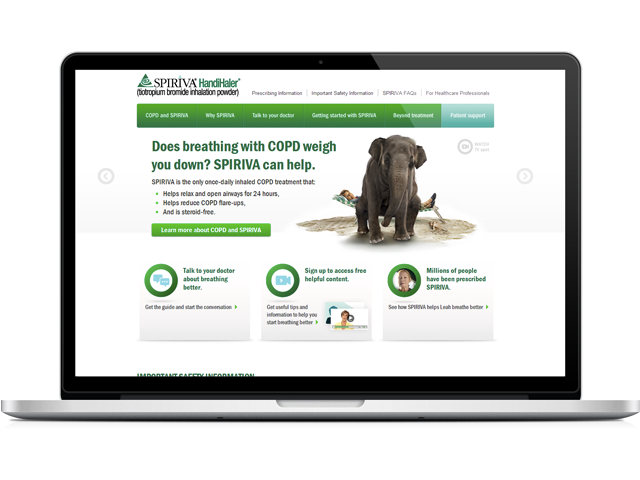 SPIRIVA® HandiHaler®
(tiotropium bromide inhalation powder)
Prescribing Information | Important Safety Information | SPIRIVA FAQs | For Healthcare Professionals
COPD and SPIRIVA Why SPIRIVA Talk to your doctor Getting started with SPIRIVA Beyond treatment Patient support
Does breathing with COPD weigh
you down? SPIRIVA can help.
SPIRIVA is the only once-daily inhaled COPD treatment that:
• Helps relax and open airways for 24 hours,
• Helps reduce COPD flare-ups,
• And is steroid-free.
Learn more about COPD and SPIRIVA
Talk to your doctor
about breathing
better.
Get the guide and start the conversation
Sign up to access free
helpful content.
Get useful tips and
information to help you
start breathing better
Millions of people
have been prescribed
SPIRIVA.
See how SPIRIVA helps Leah breathe better
IMPORTANT SAFETY INFORMATION